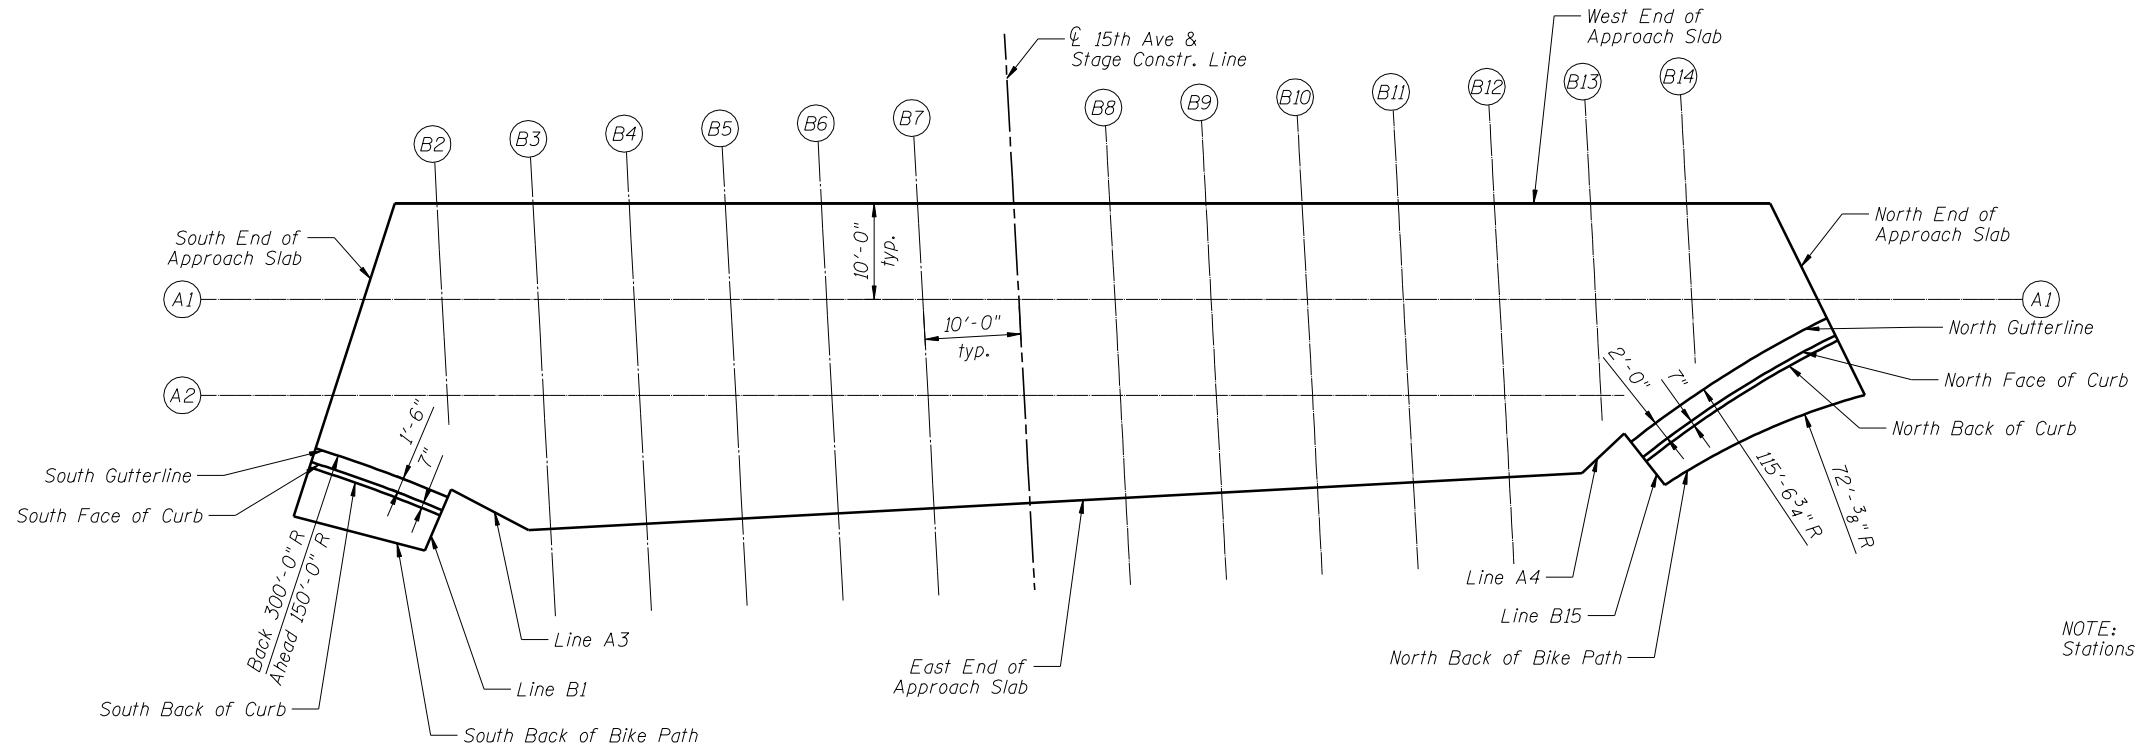 West End of
Approach Slab
℄ 15th Ave &
Stage Constr. Line
B2
B3
B4
B5
B6
B7
B8
B9
B10
B11
B12
B13
B14
South End of
Approach Slab
North End of
Approach Slab
10'-0"
typ.
A1
A1
10'-0"
typ.
North Gutterline
2'-0"
7"
North Face of Curb
A2
1'-6"
7"
North Back of Curb
South Gutterline
South Face of Curb
115'-6 3/4" R
72'-3/8" R
Back 300'-0" R
Ahead 150'-0" R
Line A4
Line B15
Line A3
North Back of Bike Path
East End of
Approach Slab
Line B1
South Back of Curb
South Back of Bike Path
NOTE:
Stations